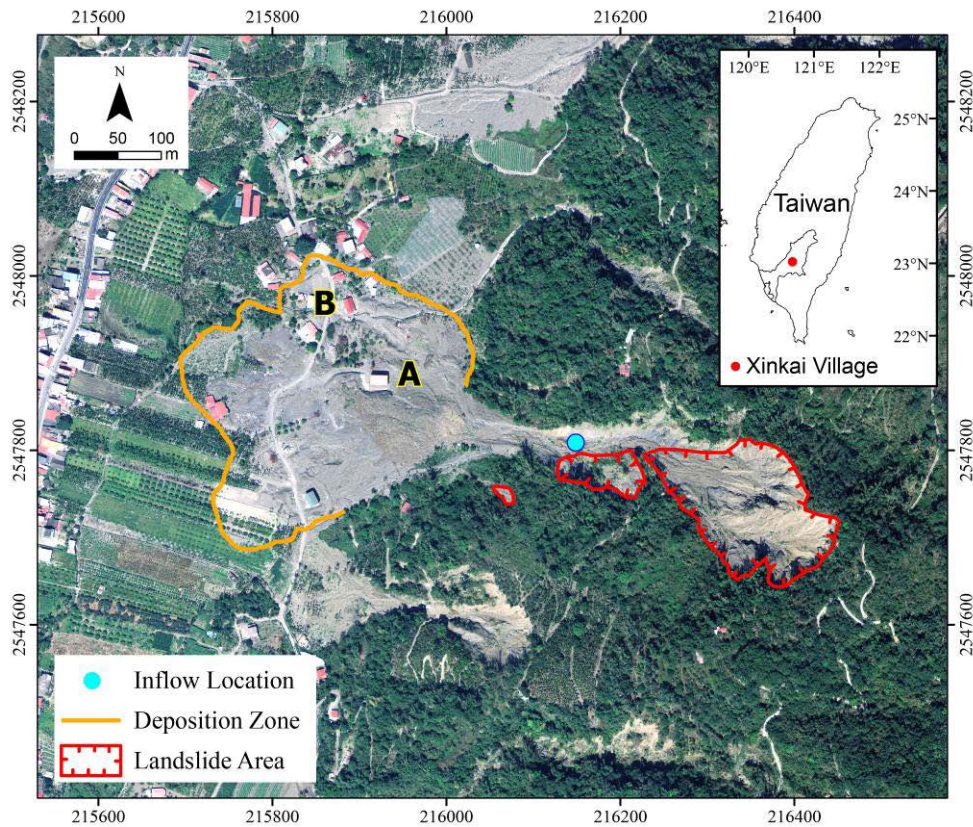 215600 215800 216000 216200 216400
2548200
2548000
2547800
2547600
N
0 50 100
m
120°E 121°E 122°E
25°N
24°N
23°N
22°N
Taiwan
Xinkai Village
2548200
2548000
2547800
2547600
B
A
Inflow Location
Deposition Zone
Landslide Area
215600 215800 216000 216200 216400